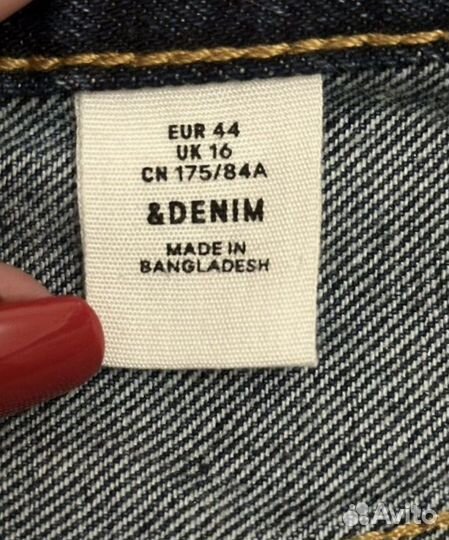 EUR 44
UK 16
CN 175/84A
&DENIM
MADE IN
BANGLADESH
Avito